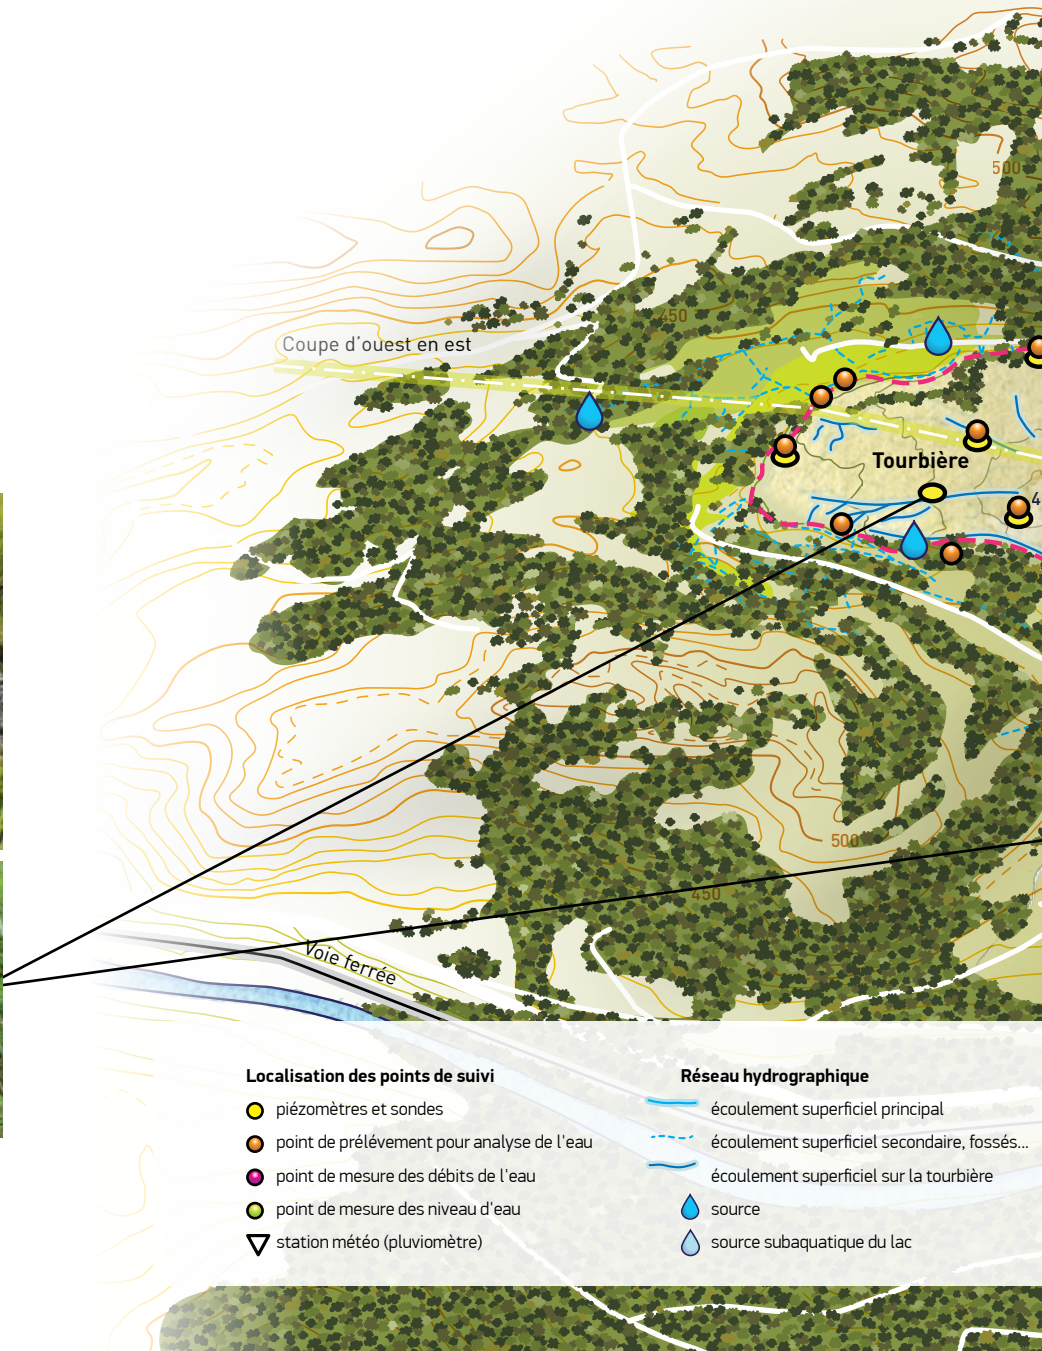 500
450
Coupe d’ouest en est
Tourbière
4
500
450
Voie ferrée
Localisation des points de suivi
piézomètres et sondes
point de prélévement pour analyse de l'eau
point de mesure des débits de l'eau
point de mesure des niveau d'eau
station météo (pluviomètre)
Réseau hydrographique
écoulement superficiel principal
écoulement superficiel secondaire, fossés...
écoulement superficiel sur la tourbière
source
source subaquatique du lac